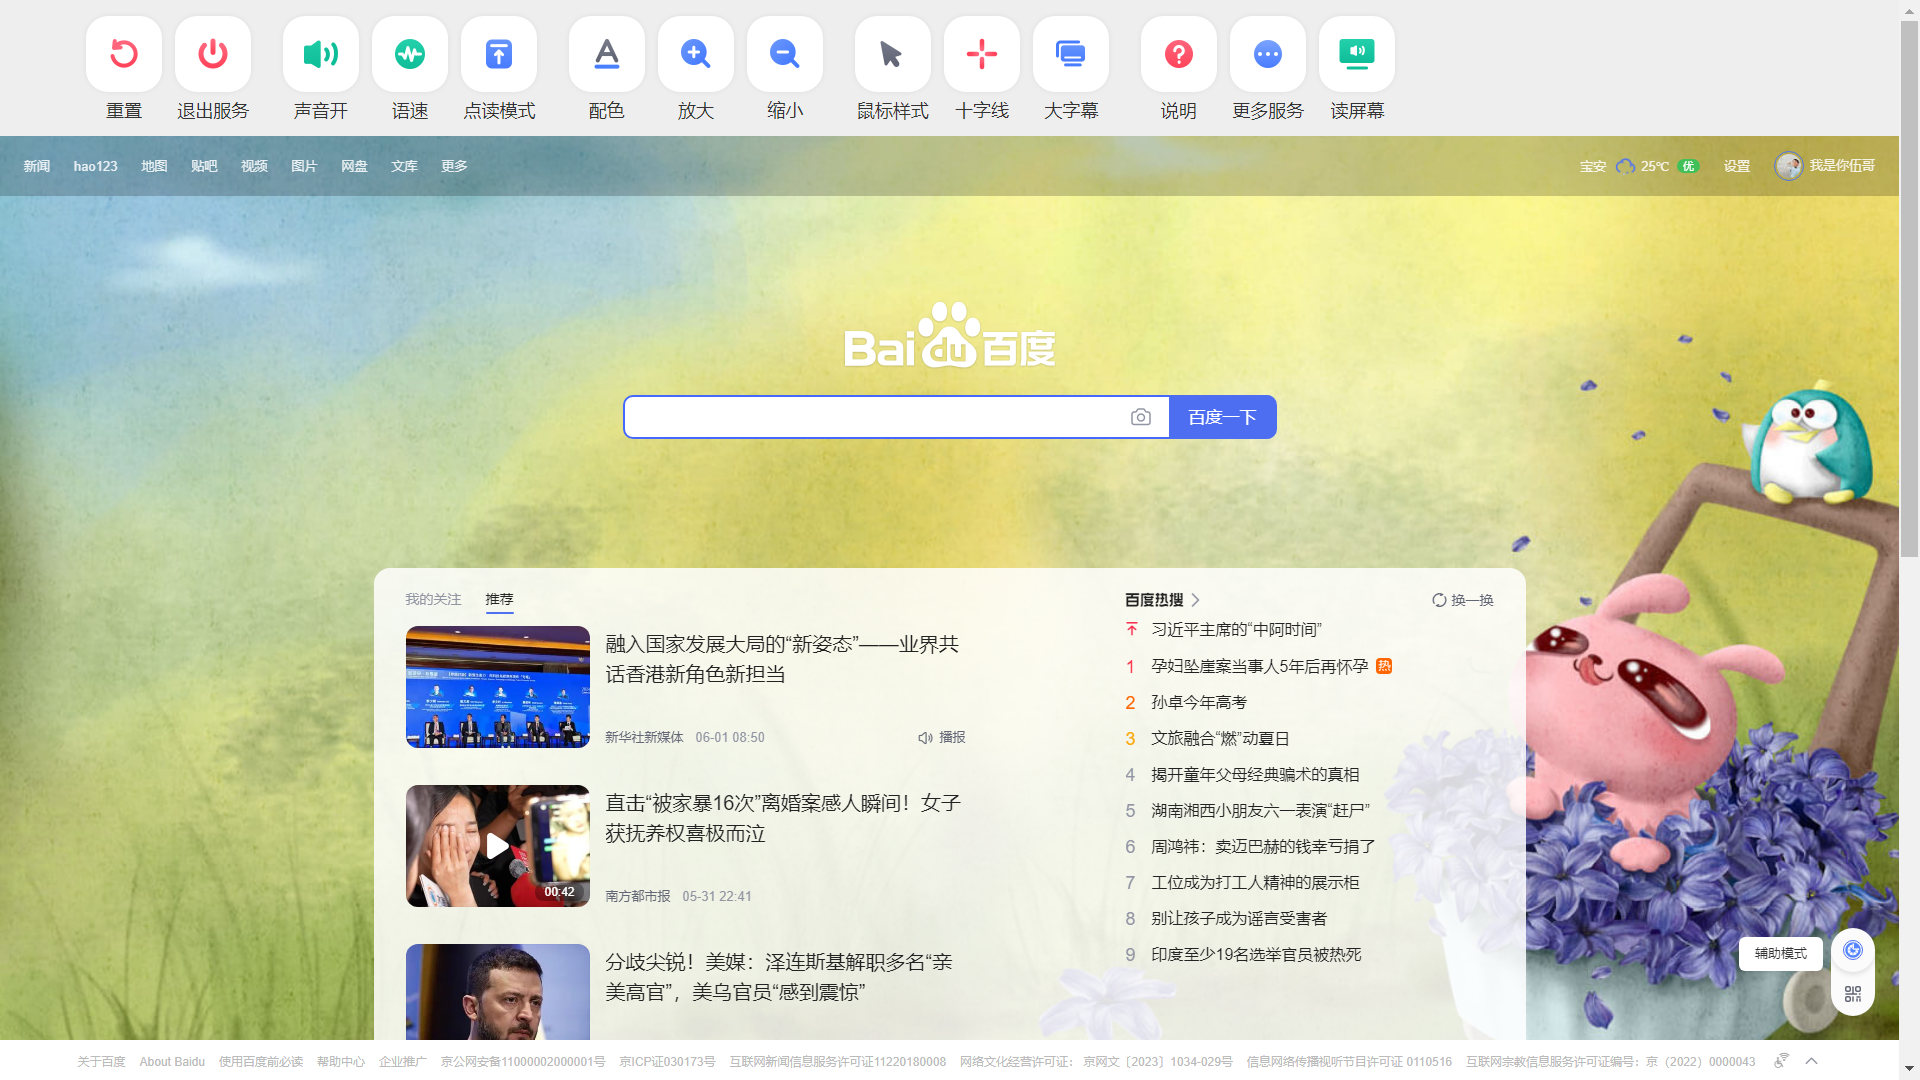 重置 退出服务 声音开 语速 点读模式 配色 放大 缩小 鼠标样式 十字线 大字幕 说明 更多服务 读屏幕
新闻 hao123 地图 贴吧 视频 图片 网盘 文库 更多 宝安 25℃ 优 设置 我是你伍哥
Bai du 百度
百度一下
我的关注 推荐
融入国家发展大局的“新姿态”——业界共
话香港新角色新担当
新华社新媒体 06-01 08:50 播报
00:42
直击“被家暴16次”离婚案感人瞬间！女子
获抚养权喜极而泣
南方都市报 05-31 22:41
分歧尖锐！美媒：泽连斯基解职多名“亲
美高官”，美乌官员“感到震惊”
百度热搜 换一换
习近平主席的“中阿时间”
1 孕妇坠崖案当事人5年后再怀孕 热
2 孙卓今年高考
3 文旅融合“燃”动夏日
4 揭开童年父母经典骗术的真相
5 湖南湘西小朋友六一表演“赶尸”
6 周鸿祎：卖迈巴赫的钱幸亏捐了
7 工位成为打工人精神的展示柜
8 别让孩子成为谣言受害者
9 印度至少19名选举官员被热死
辅助模式
关于百度 About Baidu 使用百度前必读 帮助中心 企业推广 京公网安备11000002000001号 京ICP证030173号 互联网新闻信息服务许可证11220180008 网络文化经营许可证： 京网文〔2023〕1034-029号 信息网络传播视听节目许可证 0110516 互联网宗教信息服务许可证编号：京（2022）0000043